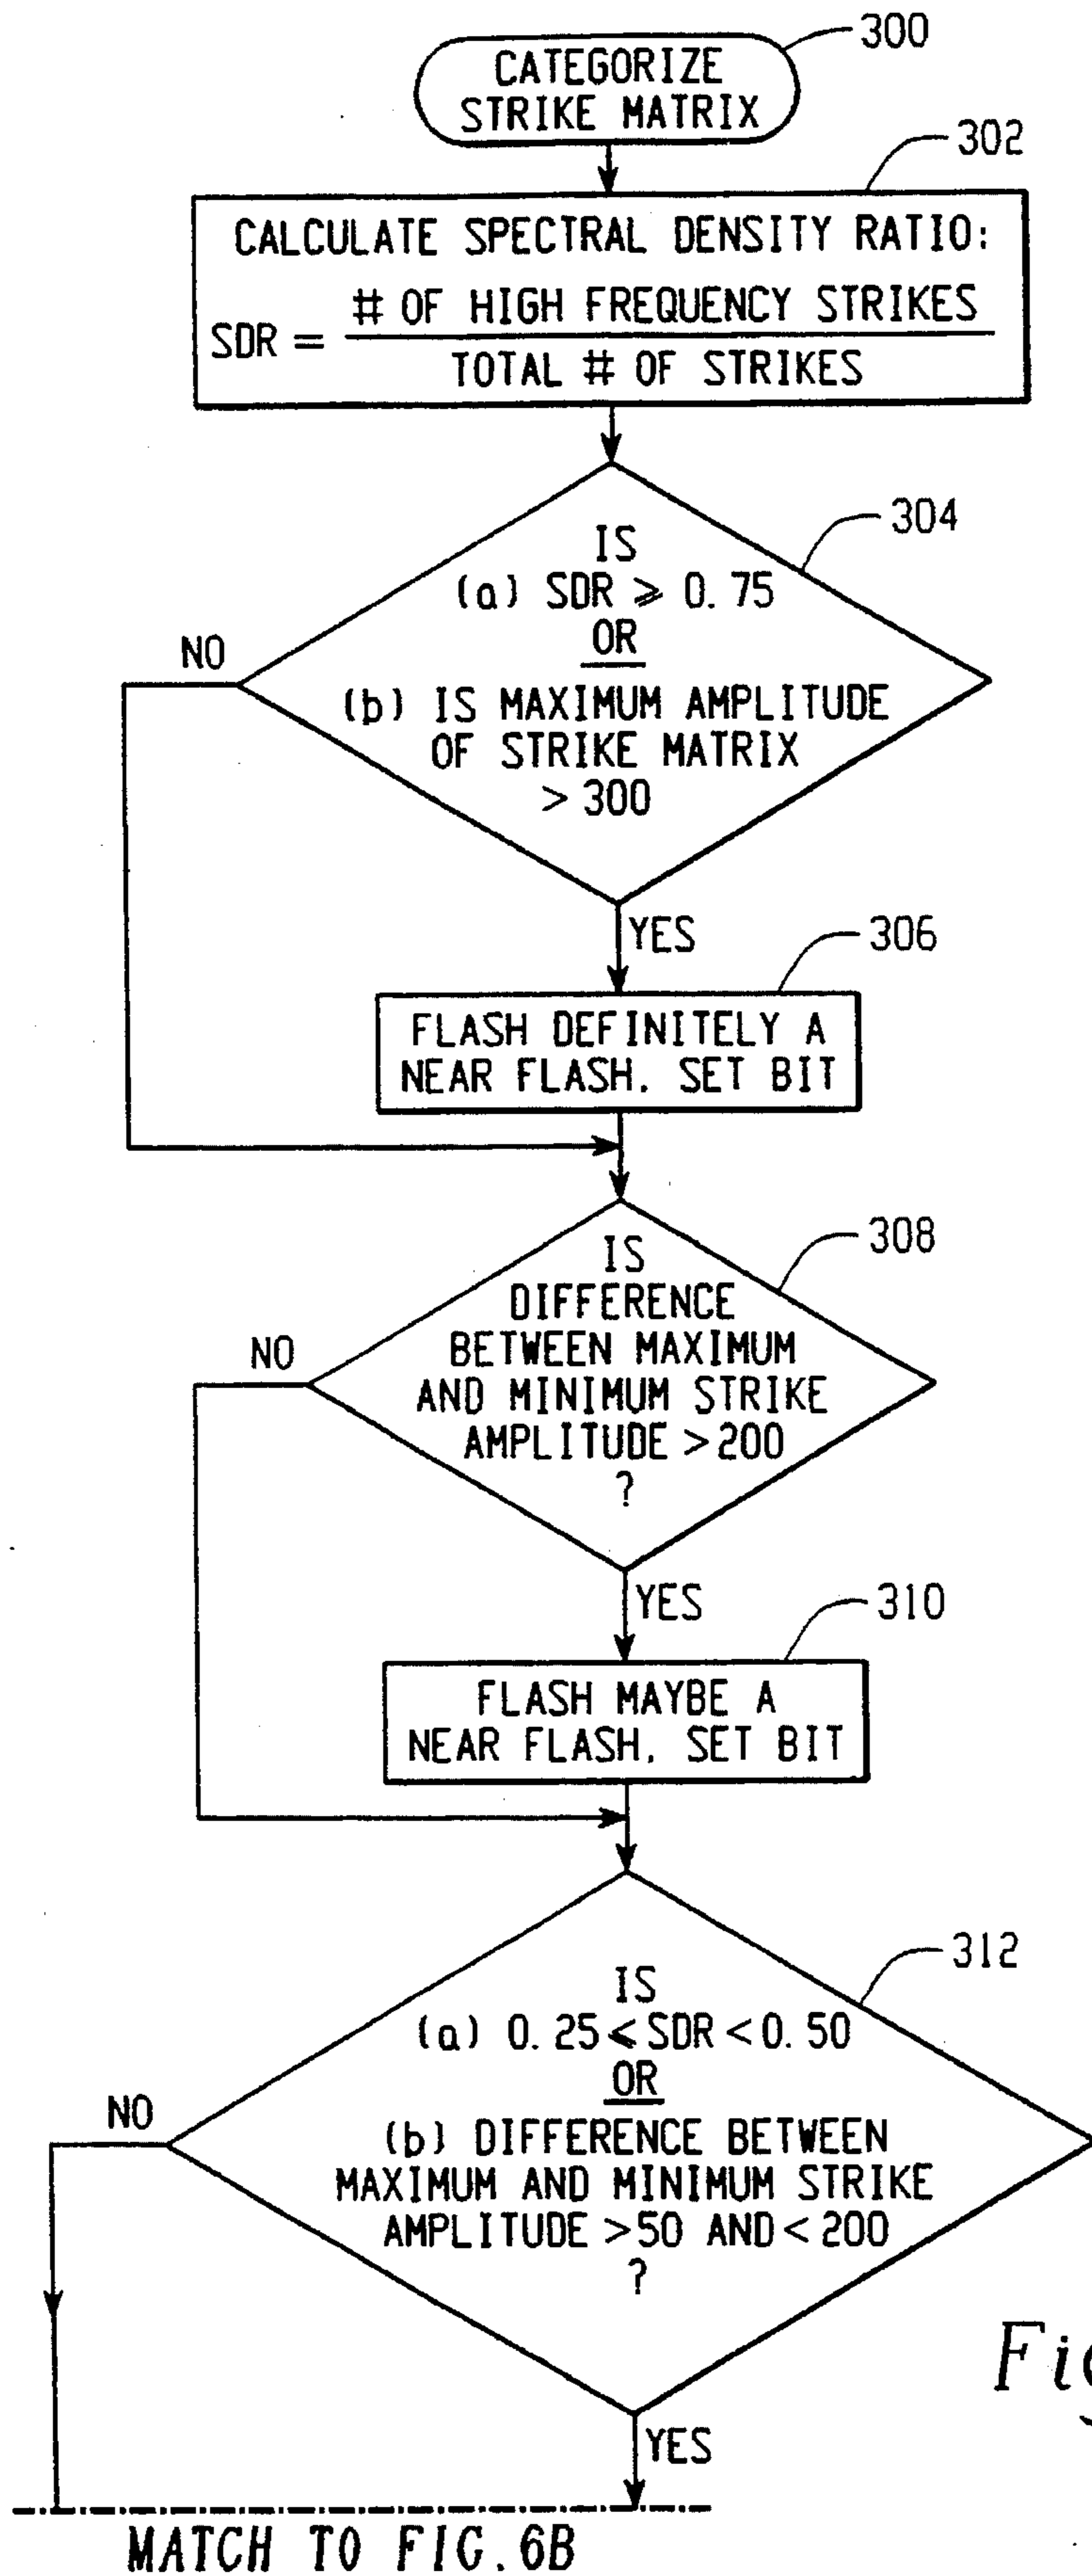 300
CATEGORIZE
STRIKE MATRIX
302
CALCULATE SPECTRAL DENSITY RATIO:
SDR = # OF HIGH FREQUENCY STRIKES
TOTAL # OF STRIKES
304
IS
(a) SDR ⩾ 0.75
OR
NO
(b) IS MAXIMUM AMPLITUDE
OF STRIKE MATRIX
> 300
YES
306
FLASH DEFINITELY A
NEAR FLASH. SET BIT
308
IS
DIFFERENCE
NO
BETWEEN MAXIMUM
AND MINIMUM STRIKE
AMPLITUDE > 200
?
YES
310
FLASH MAYBE A
NEAR FLASH. SET BIT
312
IS
(a) 0.25 ⩽ SDR < 0.50
OR
NO
(b) DIFFERENCE BETWEEN
MAXIMUM AND MINIMUM STRIKE
AMPLITUDE > 50 AND < 200
?
YES
MATCH TO FIG. 6B